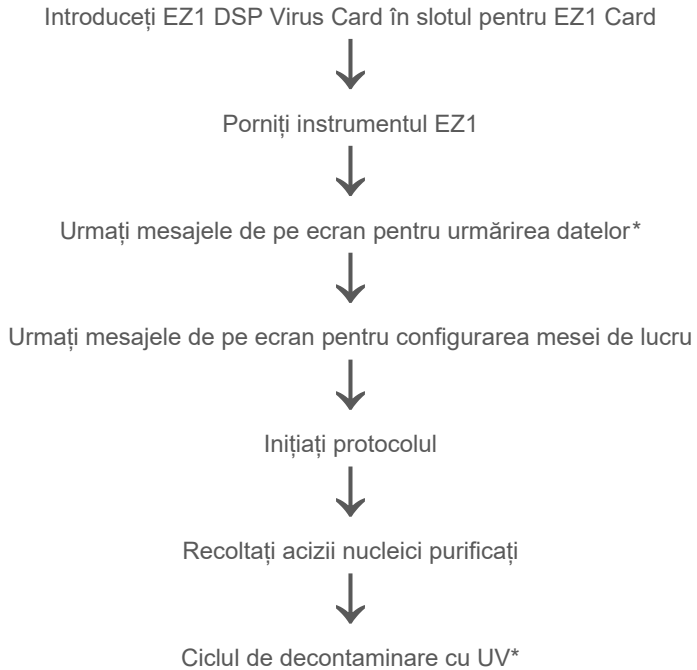 Introduceți EZ1 DSP Virus Card în slotul pentru EZ1 Card
Porniți instrumentul EZ1
Urmați mesajele de pe ecran pentru urmărirea datelor*
Urmați mesajele de pe ecran pentru configurarea mesei de lucru
Inițiați protocolul
Recoltați acizii nucleici purificați
Ciclul de decontaminare cu UV*